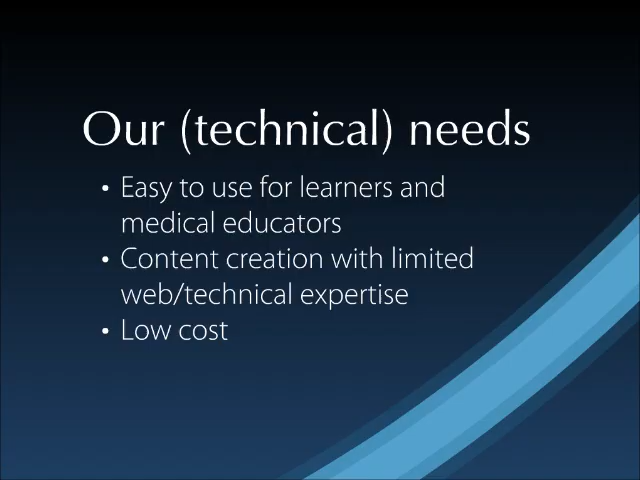 Our (technical) needs
• Easy to use for learners and
medical educators
• Content creation with limited
web/technical expertise
• Low cost